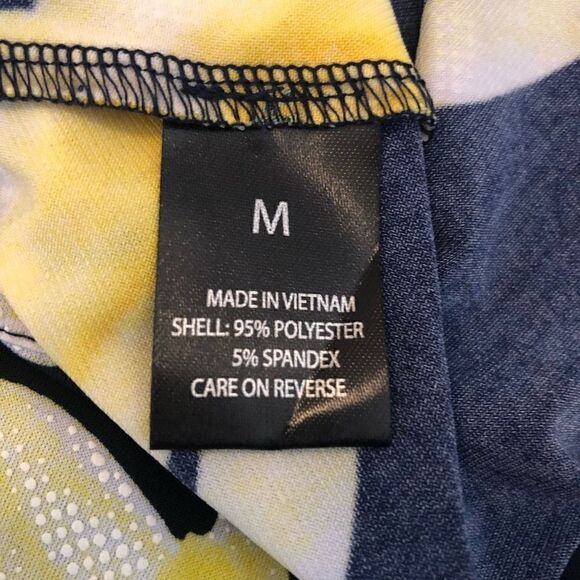 M
MADE IN VIETNAM
SHELL: 95% POLYESTER
5% SPANDEX
CARE ON REVERSE